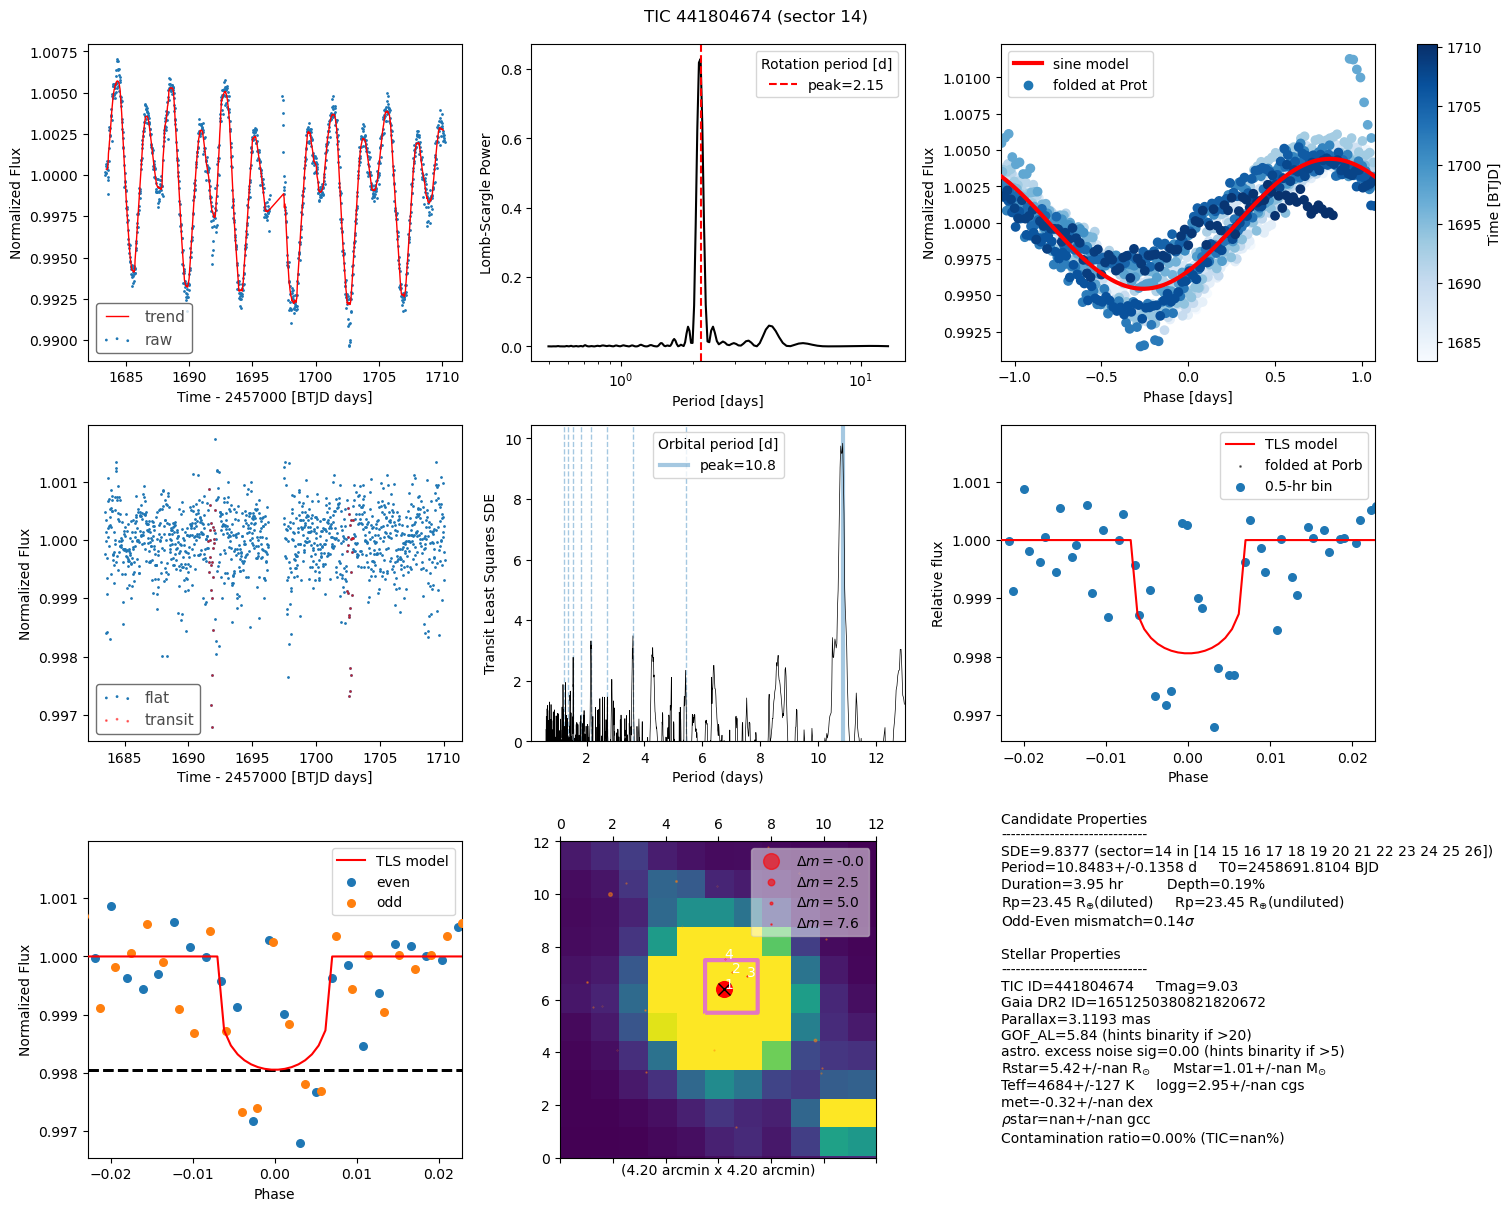 TIC 441804674 (sector 14)
Normalized Flux
1.0075
1.0050
1.0025
1.0000
0.9975
0.9950
0.9925
0.9900
trend
raw
1685 1690 1695 1700 1705 1710
Time - 2457000 [BTJD days]
Lomb-Scargle Power
0.8
0.6
0.4
0.2
0.0
Rotation period [d]
peak=2.15
10⁰ 10¹
Period [days]
Normalized Flux
1.0100
1.0075
1.0050
1.0025
1.0000
0.9975
0.9950
0.9925
sine model
folded at Prot
−1.0 −0.5 0.0 0.5 1.0
Phase [days]
1710
1705
1700
1695
1690
1685
Time [BTJD]
Normalized Flux
1.001
1.000
0.999
0.998
0.997
flat
transit
1685 1690 1695 1700 1705 1710
Time - 2457000 [BTJD days]
Transit Least Squares SDE
10
8
6
4
2
0
Orbital period [d]
peak=10.8
2 4 6 8 10 12
Period (days)
Relative flux
1.001
1.000
0.999
0.998
0.997
TLS model
folded at Porb
0.5-hr bin
−0.02 −0.01 0.00 0.01 0.02
Phase
Normalized Flux
1.001
1.000
0.999
0.998
0.997
TLS model
even
odd
−0.02 −0.01 0.00 0.01 0.02
Phase
0 2 4 6 8 10 12
12
10
8
6
4
2
0
Δm = -0.0
Δm = 2.5
Δm = 5.0
Δm = 7.6
4
2
3
1
(4.20 arcmin x 4.20 arcmin)
Candidate Properties
------------------------------
SDE=9.8377 (sector=14 in [14 15 16 17 18 19 20 21 22 23 24 25 26])
Period=10.8483+/-0.1358 d T0=2458691.8104 BJD
Duration=3.95 hr Depth=0.19%
Rp=23.45 R⊕(diluted) Rp=23.45 R⊕(undiluted)
Odd-Even mismatch=0.14σ
Stellar Properties
------------------------------
TIC ID=441804674 Tmag=9.03
Gaia DR2 ID=1651250380821820672
Parallax=3.1193 mas
GOF_AL=5.84 (hints binarity if >20)
astro. excess noise sig=0.00 (hints binarity if >5)
Rstar=5.42+/-nan R☉ Mstar=1.01+/-nan M☉
Teff=4684+/-127 K logg=2.95+/-nan cgs
met=-0.32+/-nan dex
ρstar=nan+/-nan gcc
Contamination ratio=0.00% (TIC=nan%)